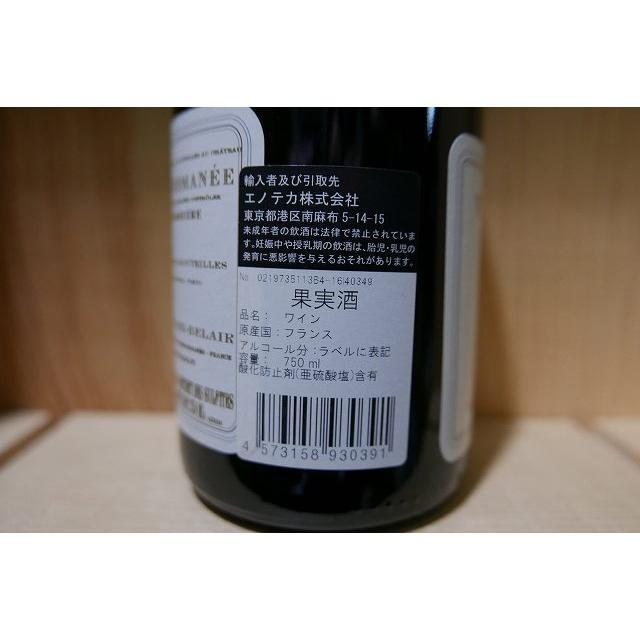 OMANÉE
-BELAIR
輸入者及び引取先
エノテカ株式会社
東京都港区南麻布 5-14-15
未成年者の飲酒は法律で禁止されていま
す。妊娠中や授乳期の飲酒は、胎児・乳児の
発育に悪影響を与えるおそれがあります。
No 0219735113B4-16|40349
果実酒
品名： ワイン
原産国：フランス
アルコール分：ラベルに表記
容量： 750 ml
酸化防止剤(亜硫酸塩)含有
4 573158 930391